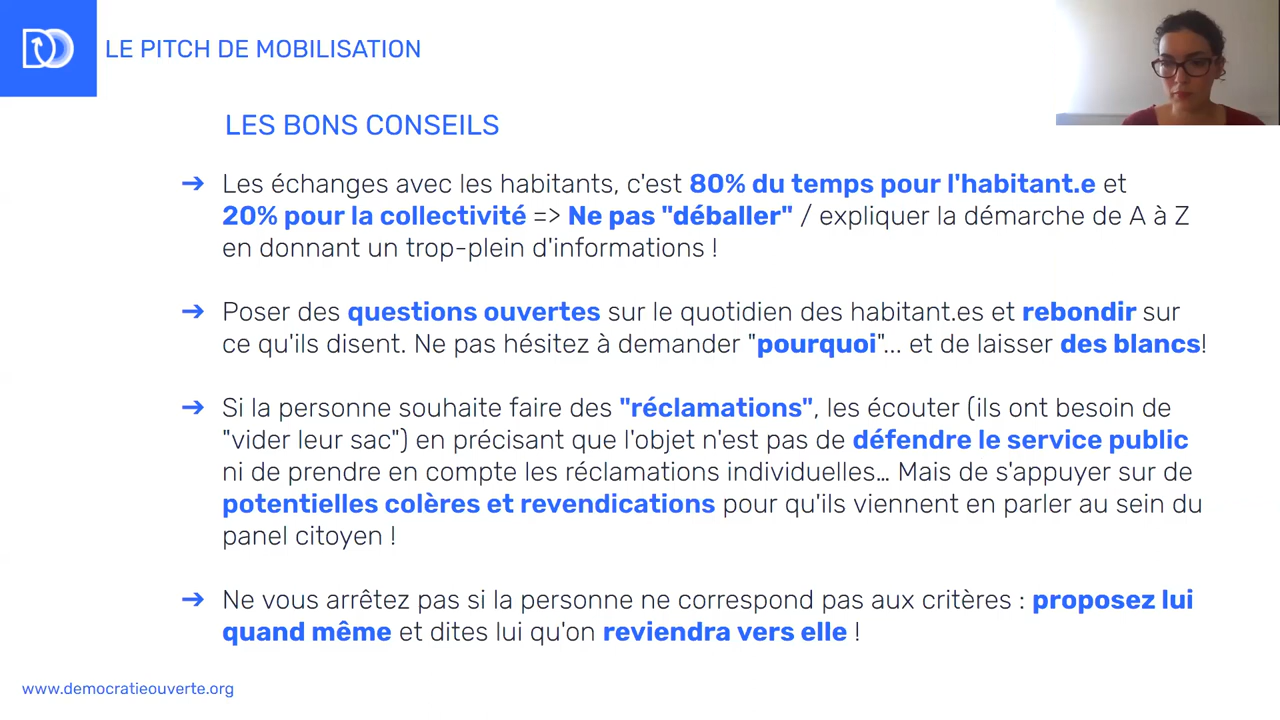 LE PITCH DE MOBILISATION
LES BONS CONSEILS
➔ Les échanges avec les habitants, c'est 80% du temps pour l'habitant.e et
20% pour la collectivité => Ne pas "déballer" / expliquer la démarche de A à Z
en donnant un trop-plein d'informations !
➔ Poser des questions ouvertes sur le quotidien des habitant.es et rebondir sur
ce qu'ils disent. Ne pas hésitez à demander "pourquoi"... et de laisser des blancs!
➔ Si la personne souhaite faire des "réclamations", les écouter (ils ont besoin de
"vider leur sac") en précisant que l'objet n'est pas de défendre le service public
ni de prendre en compte les réclamations individuelles... Mais de s'appuyer sur de
potentielles colères et revendications pour qu'ils viennent en parler au sein du
panel citoyen !
➔ Ne vous arrêtez pas si la personne ne correspond pas aux critères : proposez lui
quand même et dites lui qu'on reviendra vers elle !
www.democratieouverte.org